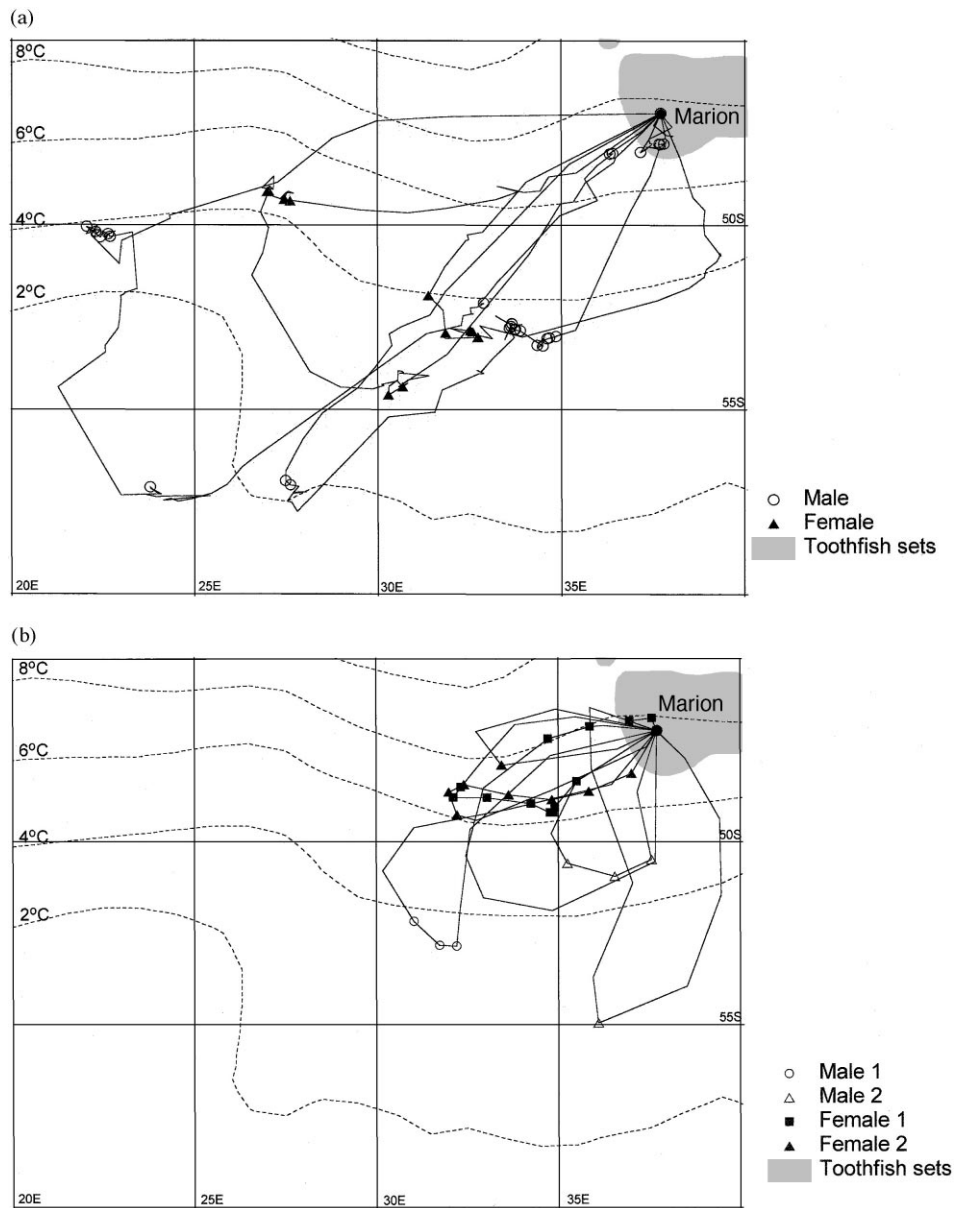 (a)
8ºC
Marion
6ºC
4ºC
50S
2ºC
55S
20E
25E
30E
35E
Male
Female
Toothfish sets
(b)
8ºC
Marion
6ºC
4ºC
50S
2ºC
55S
20E
25E
30E
35E
Male 1
Male 2
Female 1
Female 2
Toothfish sets